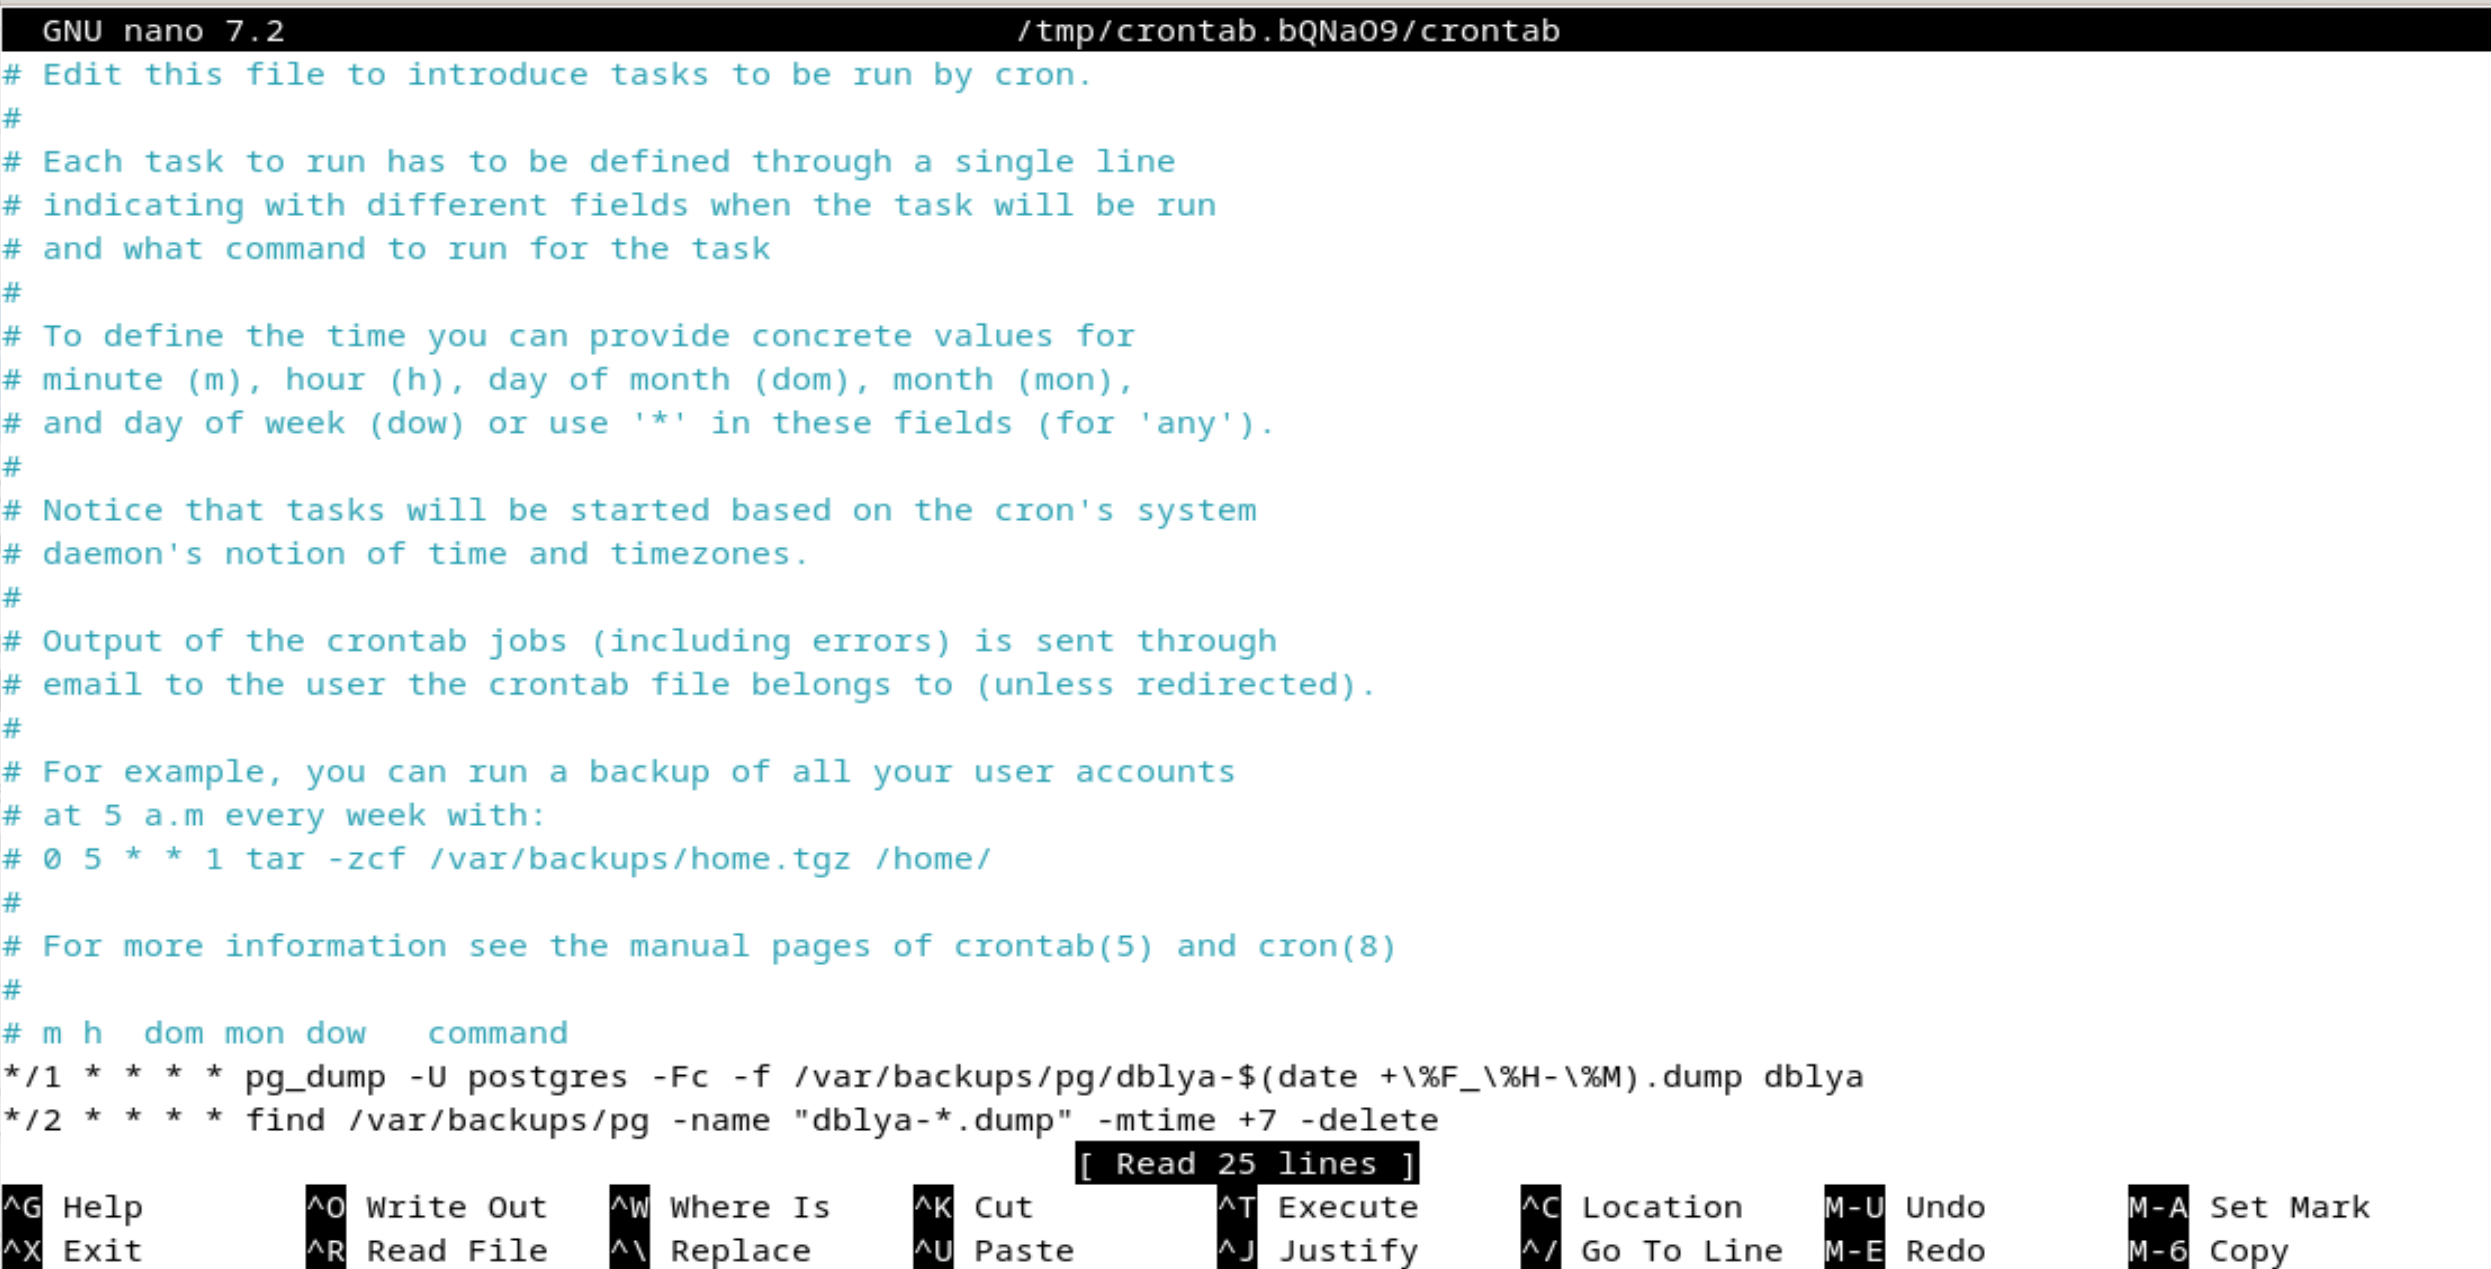 GNU nano 7.2 /tmp/crontab.bQNaO9/crontab
# Edit this file to introduce tasks to be run by cron.
#
# Each task to run has to be defined through a single line
# indicating with different fields when the task will be run
# and what command to run for the task
#
# To define the time you can provide concrete values for
# minute (m), hour (h), day of month (dom), month (mon),
# and day of week (dow) or use '*' in these fields (for 'any').
#
# Notice that tasks will be started based on the cron's system
# daemon's notion of time and timezones.
#
# Output of the crontab jobs (including errors) is sent through
# email to the user the crontab file belongs to (unless redirected).
#
# For example, you can run a backup of all your user accounts
# at 5 a.m every week with:
# 0 5 * * 1 tar -zcf /var/backups/home.tgz /home/
#
# For more information see the manual pages of crontab(5) and cron(8)
#
# m h  dom mon dow   command
*/1 * * * * pg_dump -U postgres -Fc -f /var/backups/pg/dblya-$(date +\%F_\%H-\%M).dump dblya
*/2 * * * * find /var/backups/pg -name "dblya-*.dump" -mtime +7 -delete
[ Read 25 lines ]
^G Help ^O Write Out ^W Where Is ^K Cut ^T Execute ^C Location M-U Undo M-A Set Mark
^X Exit ^R Read File ^\ Replace ^U Paste ^J Justify ^/ Go To Line M-E Redo M-6 Copy